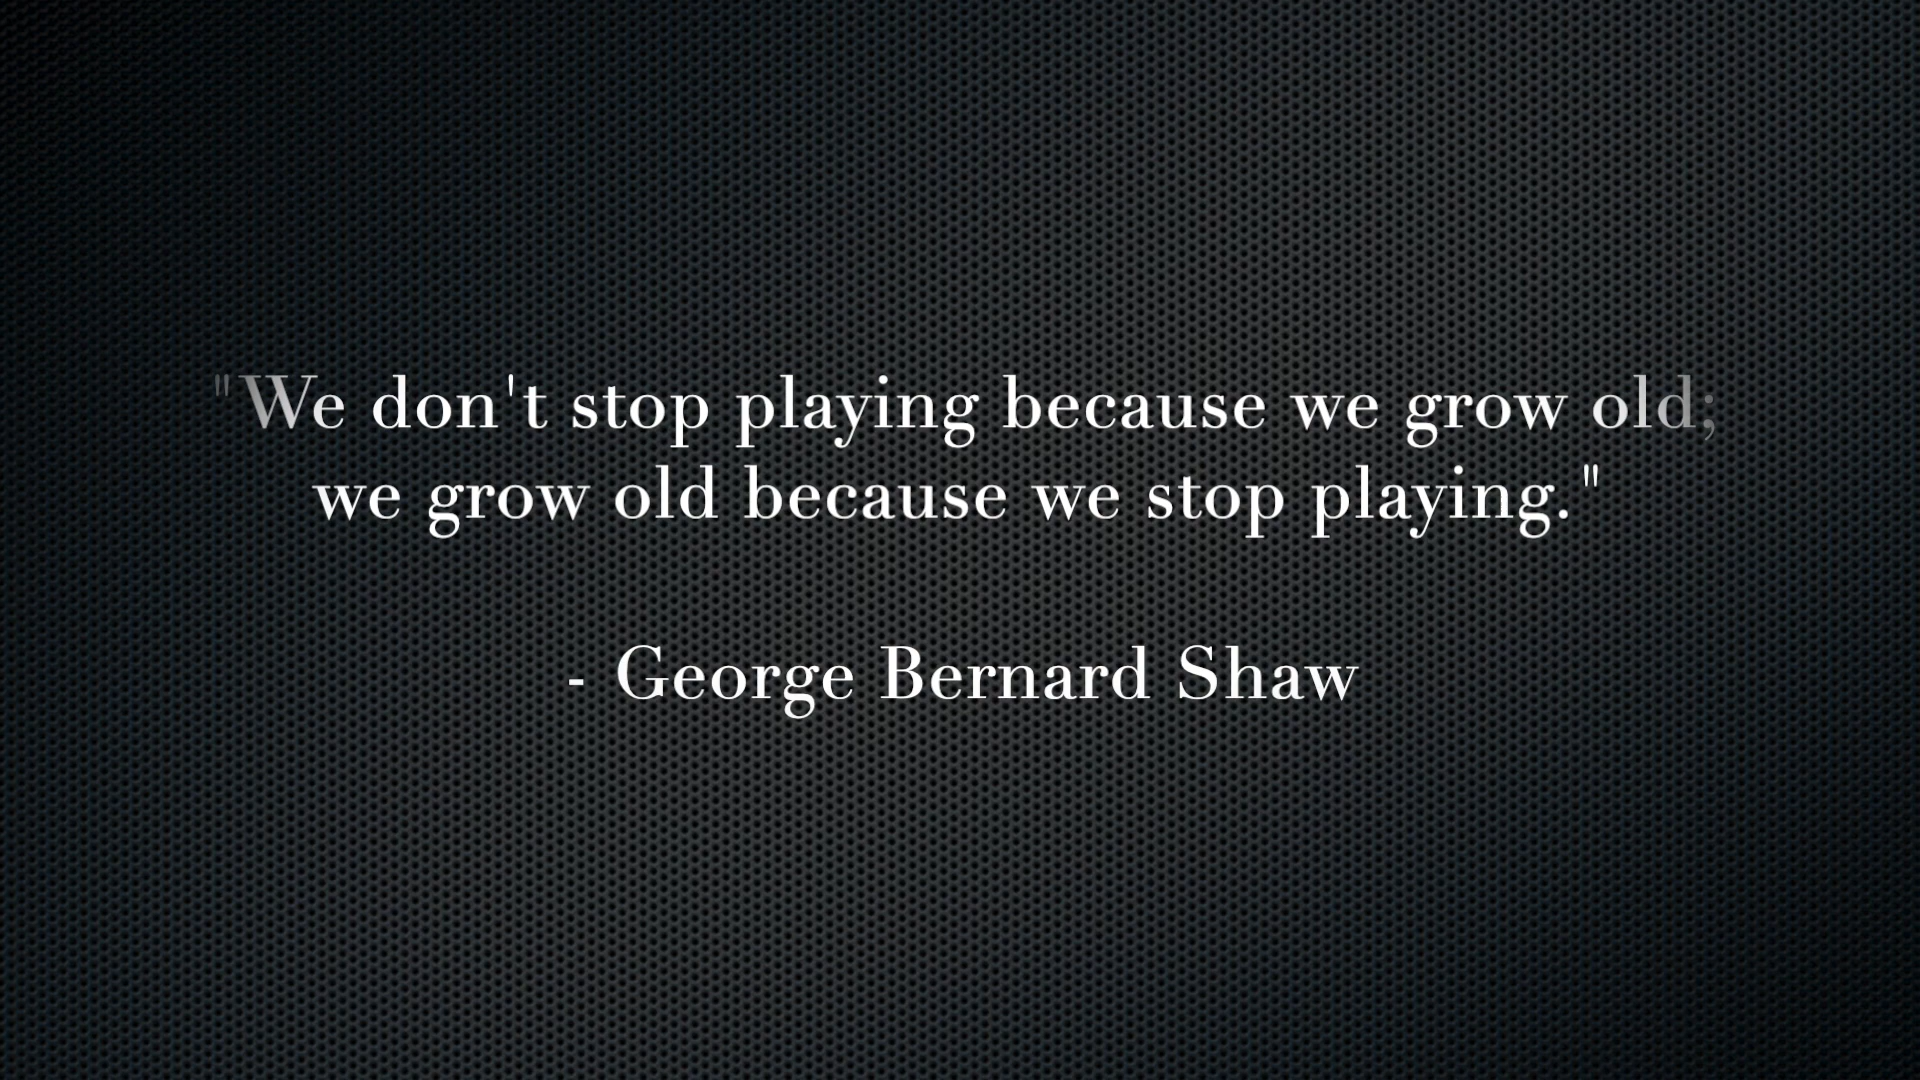 "We don't stop playing because we grow old;
we grow old because we stop playing."
- George Bernard Shaw